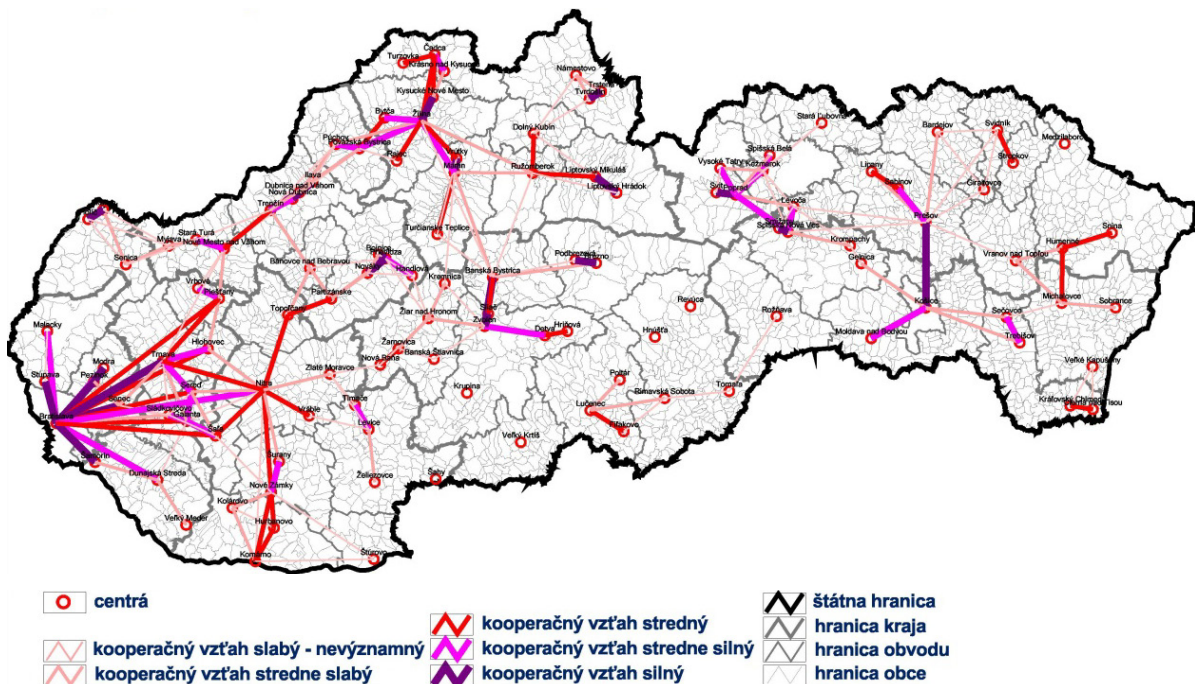 Čadca
Turzovka
Krásno nad Kysuc
Námestovo
Trstená
Tvrdošín
Kysucké Nové Mesto
Bytča
Žilina
Dolný Kubín
Stará Ľubovňa
Bardejov
Svidník
Medzilaborce
Púchov
Považská Bystrica
Vrútky
Rajec
Martin
Ružomberok
Spišská Belá
Vysoké Tatry
Kežmarok
Lipany
Stropkov
Ilava
Liptovský Mikuláš
Liptovský Hrádok
Sabinov
Giraltovce
Dubnica nad Váhom
Nová Dubnica
Svit
Poprad
Levoča
Trenčín
Prešov
Turčianske Teplice
Spišská Nová Ves
Stará Turá
Myjava
Nové Mesto nad Váhom
Krompachy
Humenné
Snina
Senica
Bojnice
Prievidza
Podbrezová
Brezno
Gelnica
Vranov nad Topľou
Bánovce nad Bebravou
Nováky
Handlová
Banská Bystrica
Kremnica
Vrbové
Piešťany
Partizánske
Košice
Michalovce
Sobrance
Topoľčany
Sliač
Revúca
Žiar nad Hronom
Zvolen
Rožňava
Sečovce
Malacky
Detva
Hriňová
Hnúšťa
Moldava nad Bodvou
Trebišov
Trnava
Hlohovec
Žarnovica
Modra
Nová Baňa
Banská Štiavnica
Veľké Kapušany
Stupava
Pezinok
Zlaté Moravce
Nitra
Poltár
Tornaľa
Senec
Sereď
Krupina
Rimavská Sobota
Sládkovičovo
Tlmače
Lučenec
Kráľovský Chlmec
Čierna nad Tisou
Bratislava
Galanta
Vráble
Šaľa
Levice
Fiľakovo
Veľký Krtíš
Šurany
Šamorín
Dunajská Streda
Želiezovce
Šahy
Nové Zámky
Kolárovo
Veľký Meder
Hurbanovo
Komárno
Štúrovo
centrá
kooperačný vzťah slabý - nevýznamný
kooperačný vzťah stredne slabý
kooperačný vzťah stredný
kooperačný vzťah stredne silný
kooperačný vzťah silný
štátna hranica
hranica kraja
hranica obvodu
hranica obce